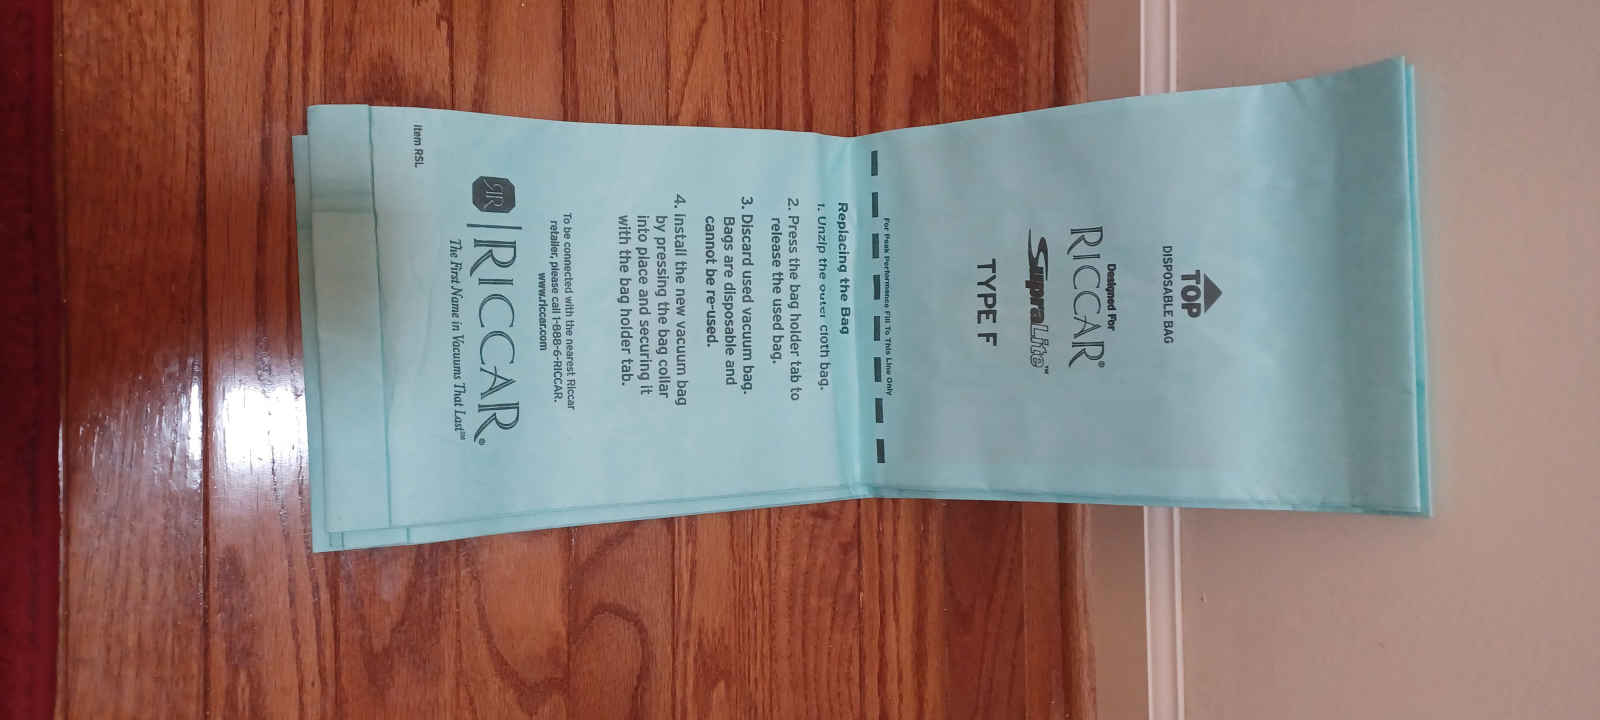 TOP
DISPOSABLE BAG
Designed For
RICCAR®
SupraLite™
TYPE F
For Peak Performance Fill To This Line Only
Replacing the Bag
1. Unzip the outer cloth bag.
2. Press the bag holder tab to
release the used bag.
3. Discard used vacuum bag.
Bags are disposable and
cannot be re-used.
4. Install the new vacuum bag
by pressing the bag collar
into place and securing it
with the bag holder tab.
To be connected with the nearest Riccar
retailer, please call 1-888-6-RICCAR.
www.riccar.com
RICCAR®
The First Name in Vacuums That Last℠
Item RSL